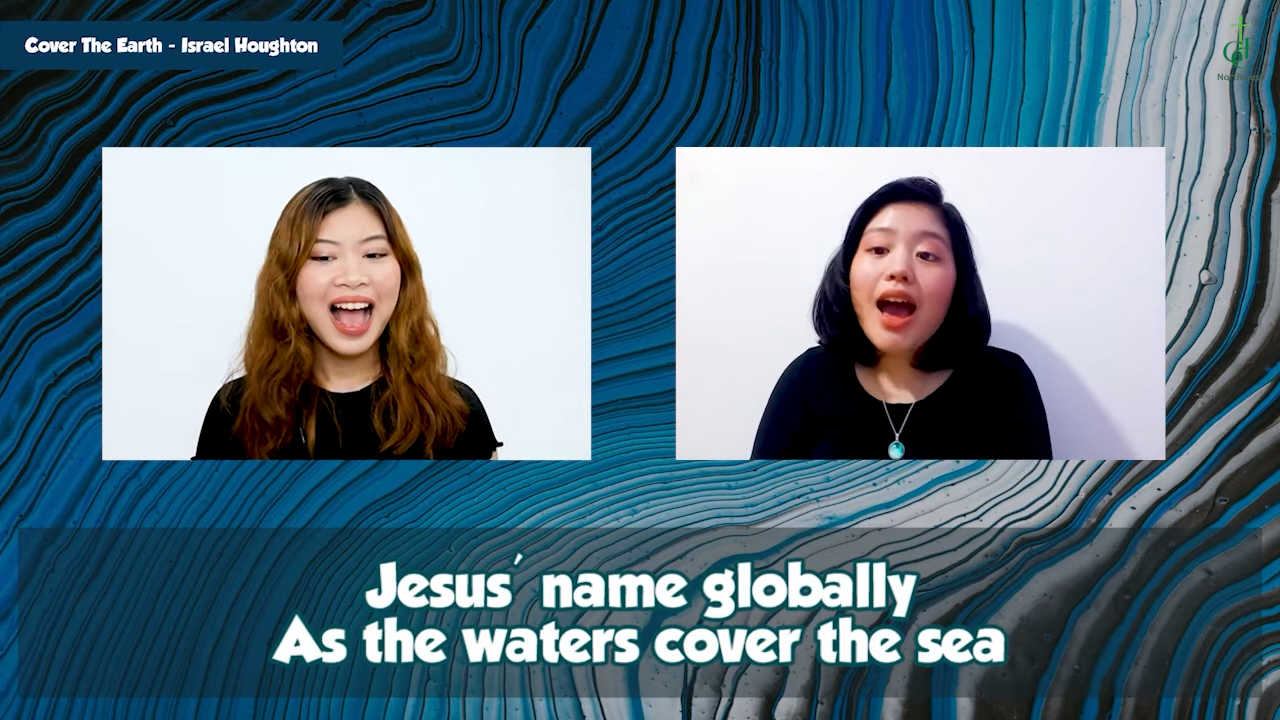 Cover The Earth - Israel Houghton
Jesus' name globally
As the waters cover the sea